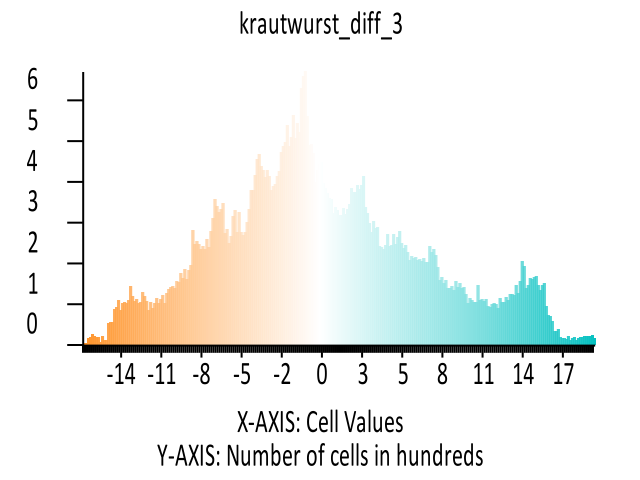 krautwurst_diff_3
6
5
4
3
2
1
0
-14 -11 -8 -5 -2 0 3 5 8 11 14 17
X-AXIS: Cell Values
Y-AXIS: Number of cells in hundreds